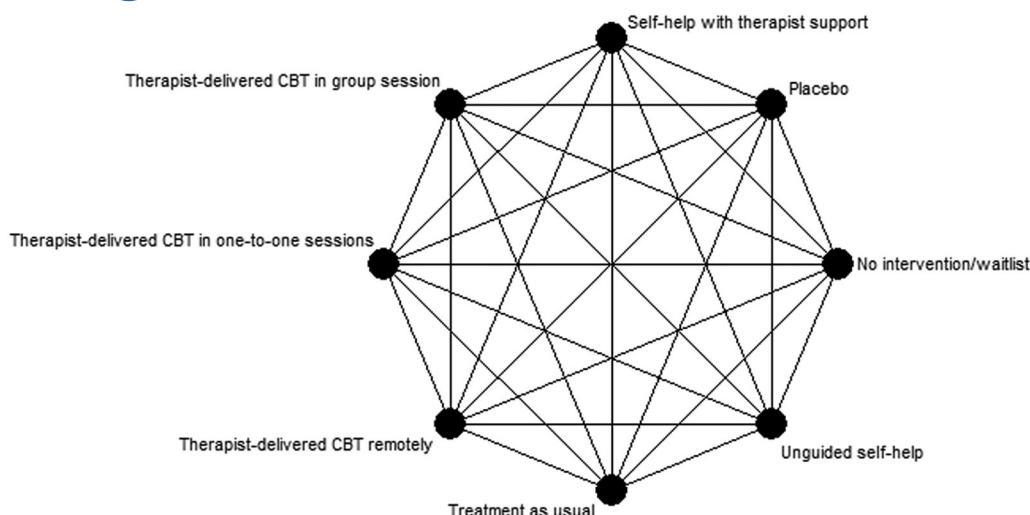 Self-help with therapist support
Therapist-delivered CBT in group session
Placebo
Therapist-delivered CBT in one-to-one sessions
No intervention/waitlist
Therapist-delivered CBT remotely
Unguided self-help
Treatment as usual